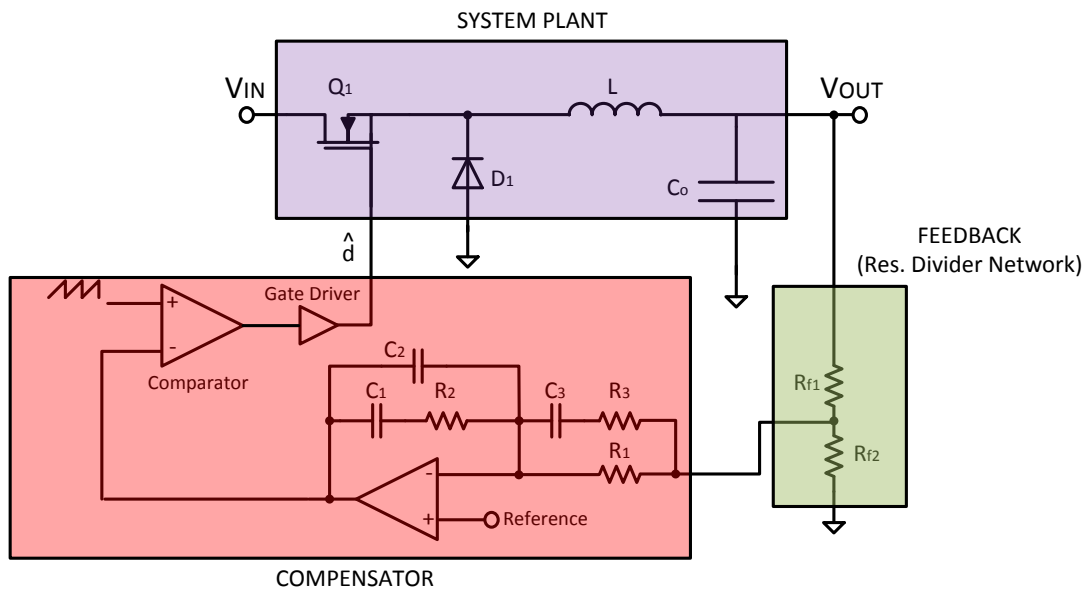 SYSTEM PLANT
VIN
Q1
L
VOUT
D1
Co
^
d
FEEDBACK
(Res. Divider Network)
Gate Driver
+
-
Comparator
C2
C1
R2
C3
R3
R1
-
+
Reference
Rf1
Rf2
COMPENSATOR